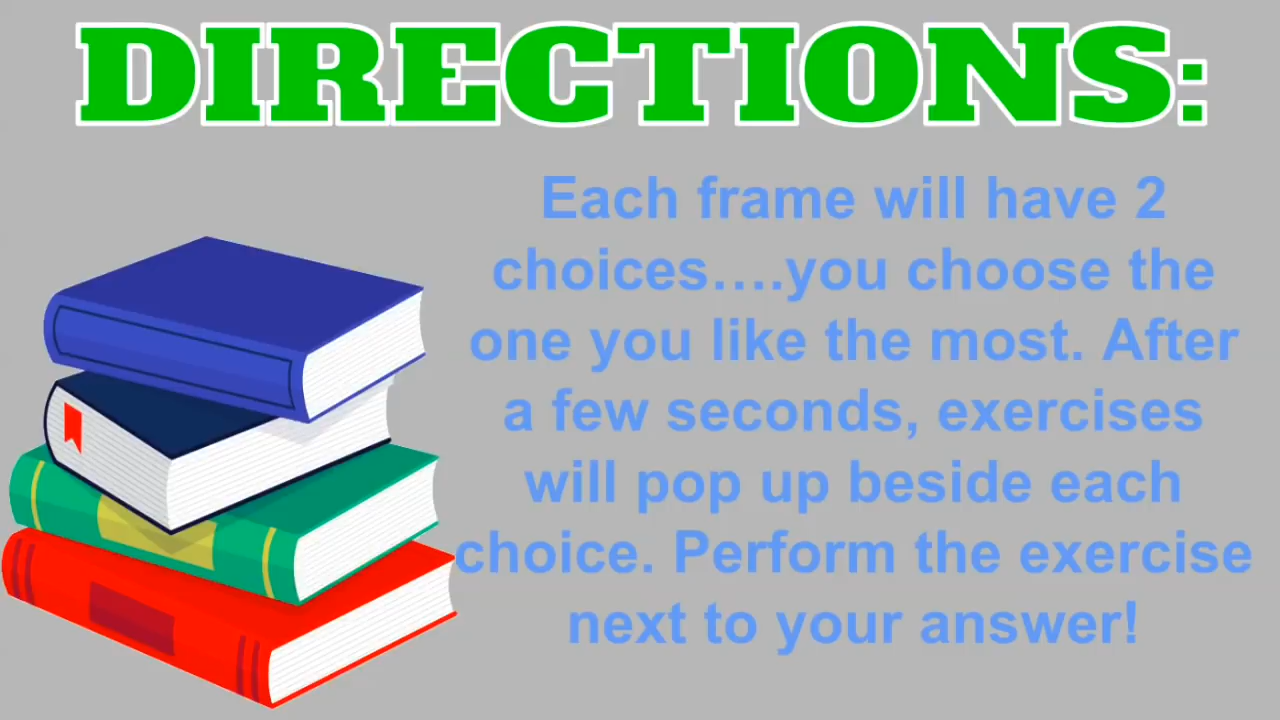 DIRECTIONS:
Each frame will have 2
choices....you choose the
one you like the most. After
a few seconds, exercises
will pop up beside each
choice. Perform the exercise
next to your answer!